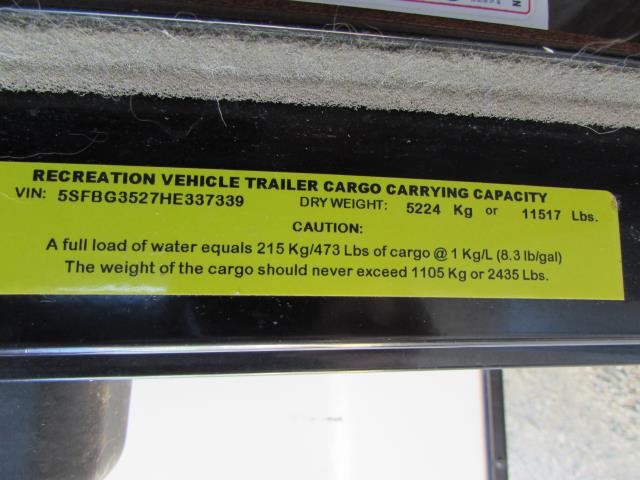 RECREATION VEHICLE TRAILER CARGO CARRYING CAPACITY
VIN: 5SFBG3527HE337339 DRY WEIGHT: 5224 Kg or 11517 Lbs.
CAUTION:
A full load of water equals 215 Kg/473 Lbs of cargo @ 1 Kg/L (8.3 lb/gal)
The weight of the cargo should never exceed 1105 Kg or 2435 Lbs.